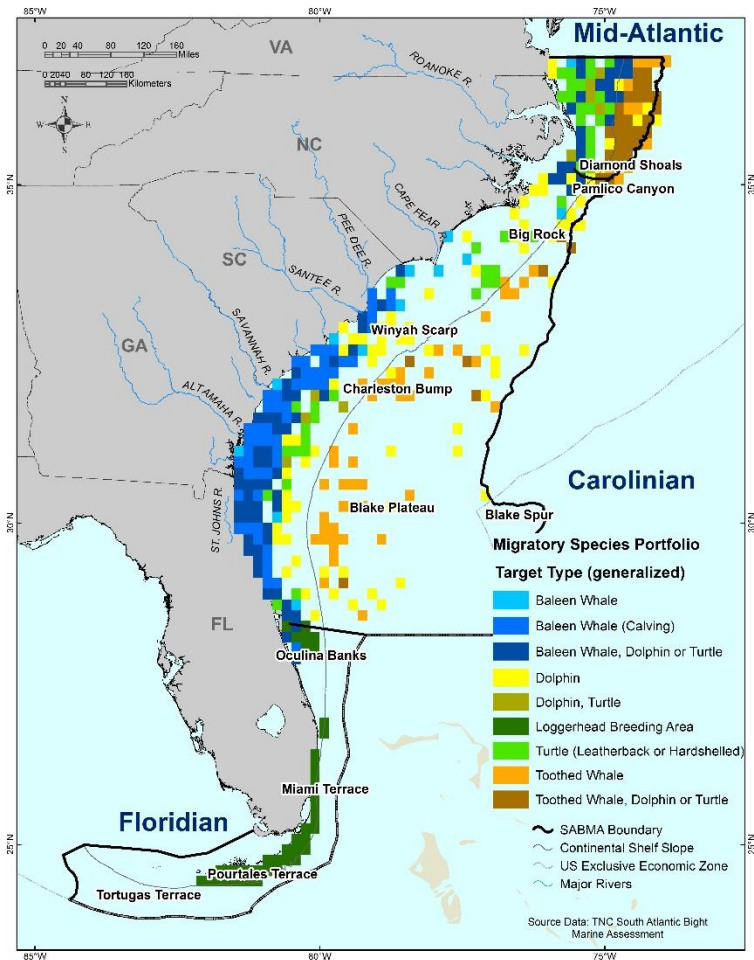 85°W
80°W
75°W
Mid-Atlantic
0 20 40 80 120 160
Miles
0 2040 80 120 160
Kilometers
VA
ROANOKE R.
N
W E
S
NC
Diamond Shoals
Pamlico Canyon
35°N
35°N
CAPE FEAR R.
PEE DEE R.
Big Rock
SC
SANTEE R.
Winyah Scarp
SAVANNAH R.
GA
Charleston Bump
ALTAMAHA R.
Carolinian
ST. JOHNS R.
Blake Plateau
Blake Spur
30°N
30°N
Migratory Species Portfolio
Target Type (generalized)
Baleen Whale
Baleen Whale (Calving)
Baleen Whale, Dolphin or Turtle
Dolphin
Dolphin, Turtle
Loggerhead Breeding Area
Turtle (Leatherback or Hardshelled)
Toothed Whale
Toothed Whale, Dolphin or Turtle
SABMA Boundary
Continental Shelf Slope
US Exclusive Economic Zone
Major Rivers
FL
Oculina Banks
Miami Terrace
Floridian
25°N
25°N
Pourtales Terrace
Tortugas Terrace
Source Data: TNC South Atlantic Bight
Marine Assessment
85°W
80°W
75°W